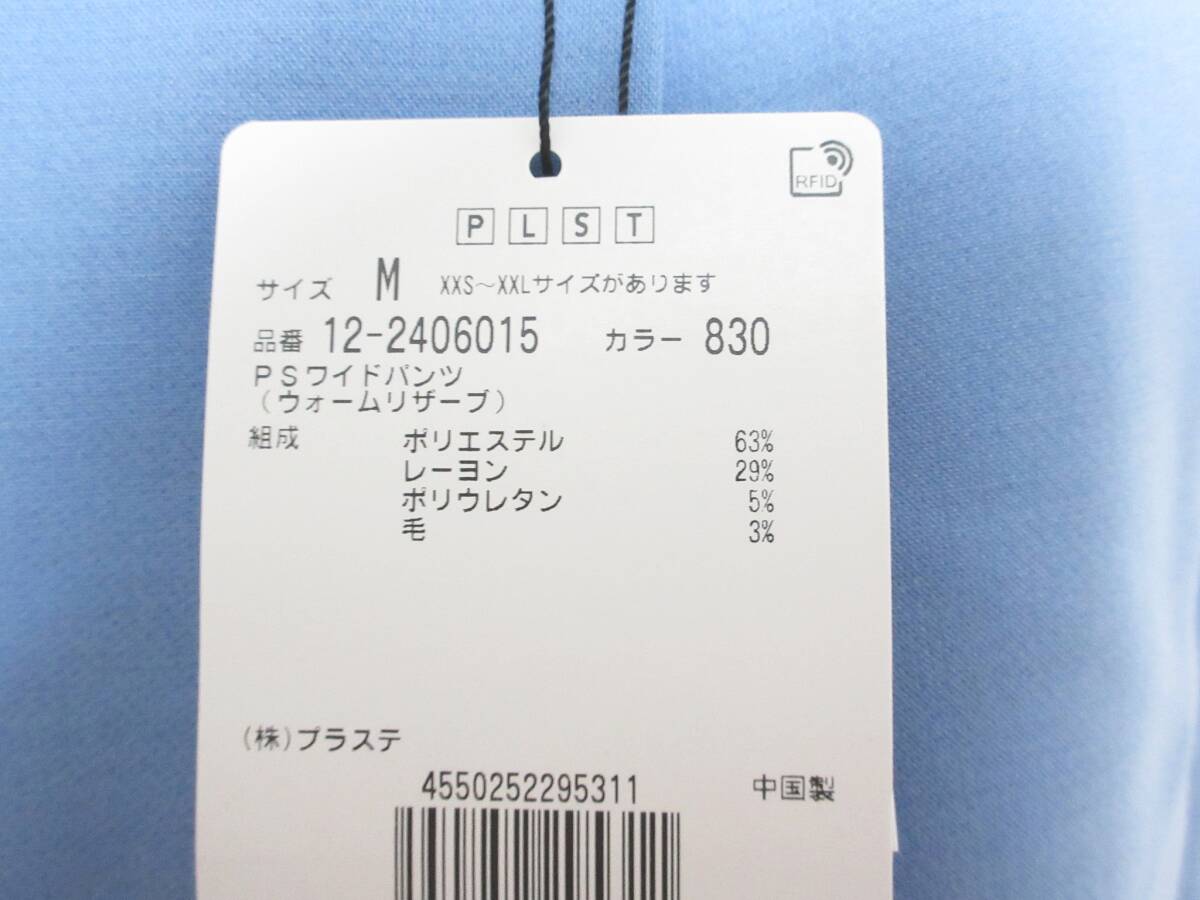 RFID
PLST
サイズ M XXS～XXLサイズがあります
品番 12-2406015 カラー 830
PSワイドパンツ
(ウォームリザーブ)
組成 ポリエステル 63%
レーヨン 29%
ポリウレタン 5%
毛 3%
(株)プラステ
4550252295311 中国製